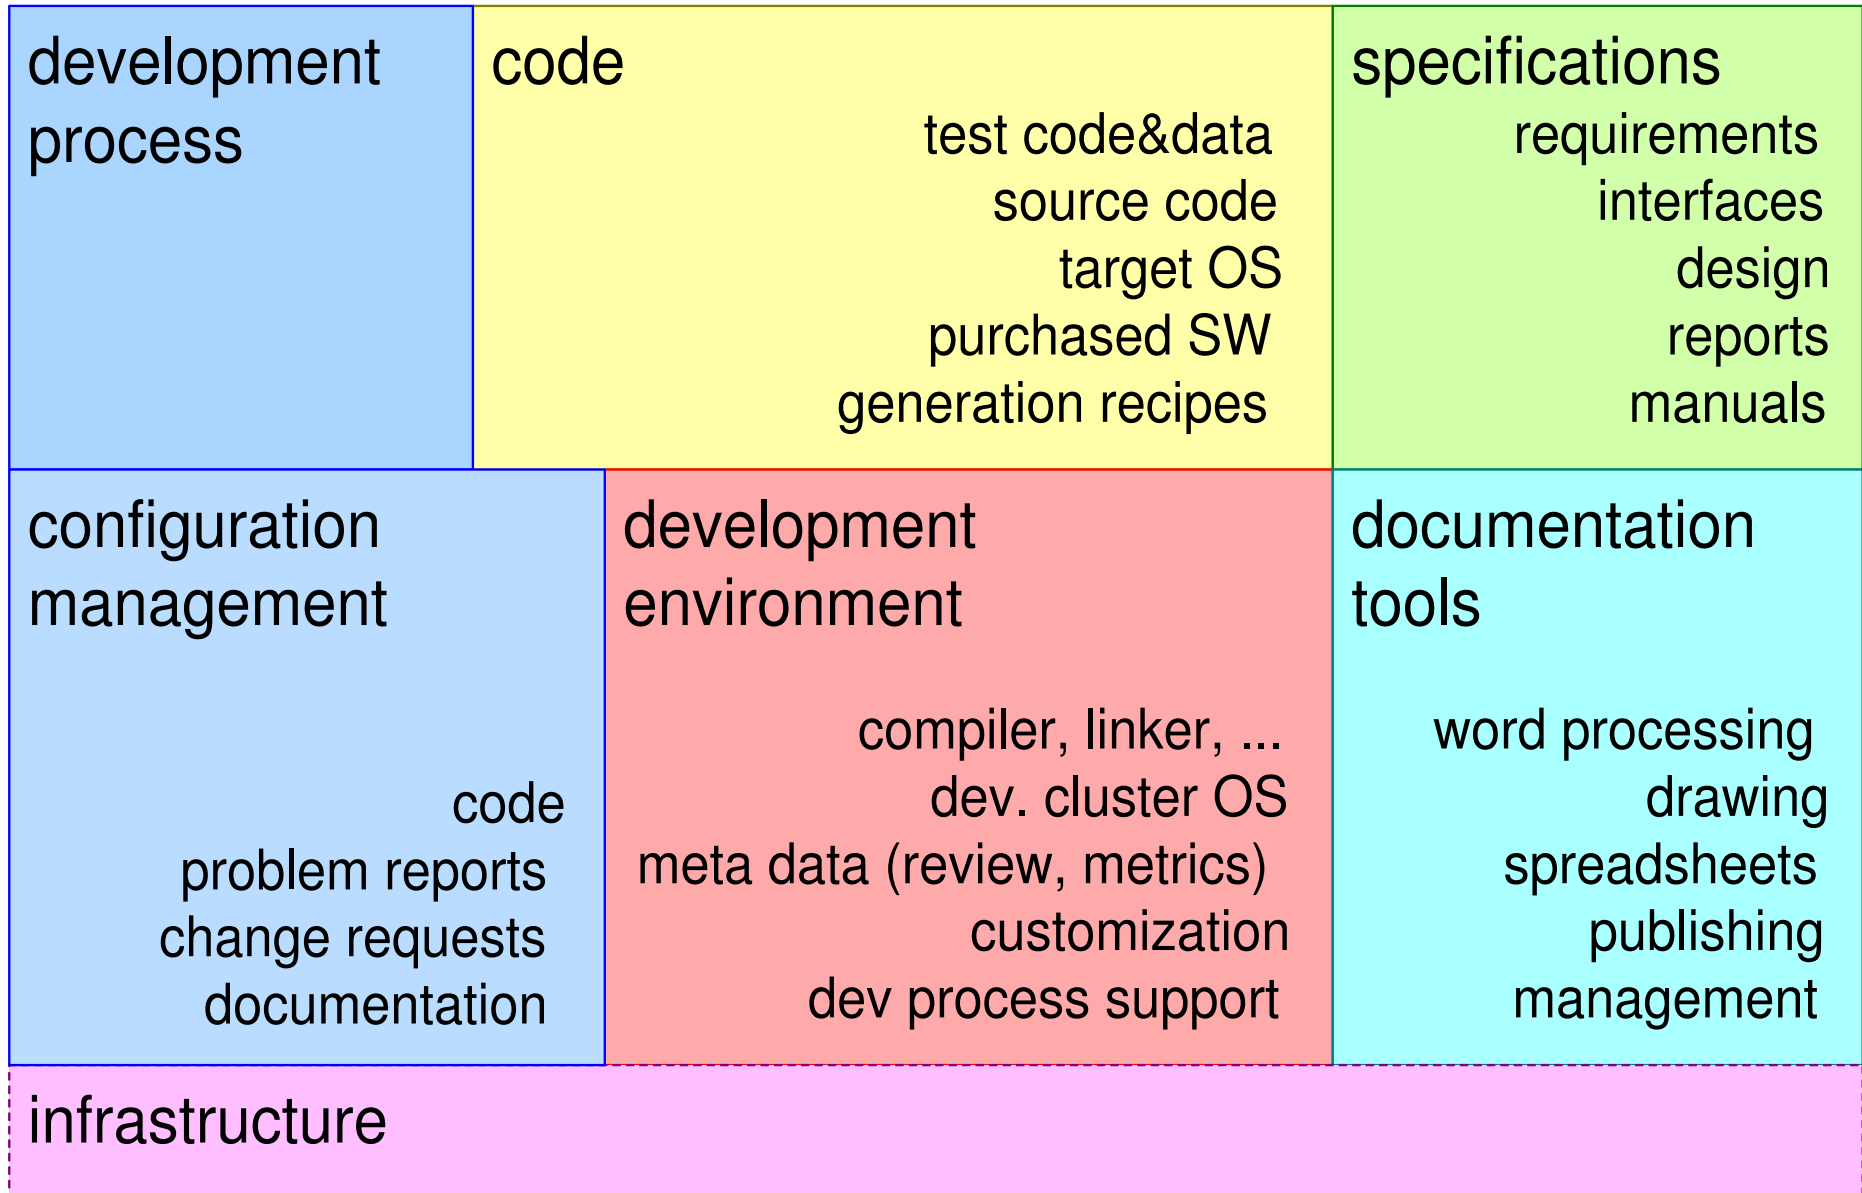 development
process
code
test code&data
source code
target OS
purchased SW
generation recipes
specifications
requirements
interfaces
design
reports
manuals
configuration
management
code
problem reports
change requests
documentation
development
environment
compiler, linker, ...
dev. cluster OS
meta data (review, metrics)
customization
dev process support
documentation
tools
word processing
drawing
spreadsheets
publishing
management
infrastructure